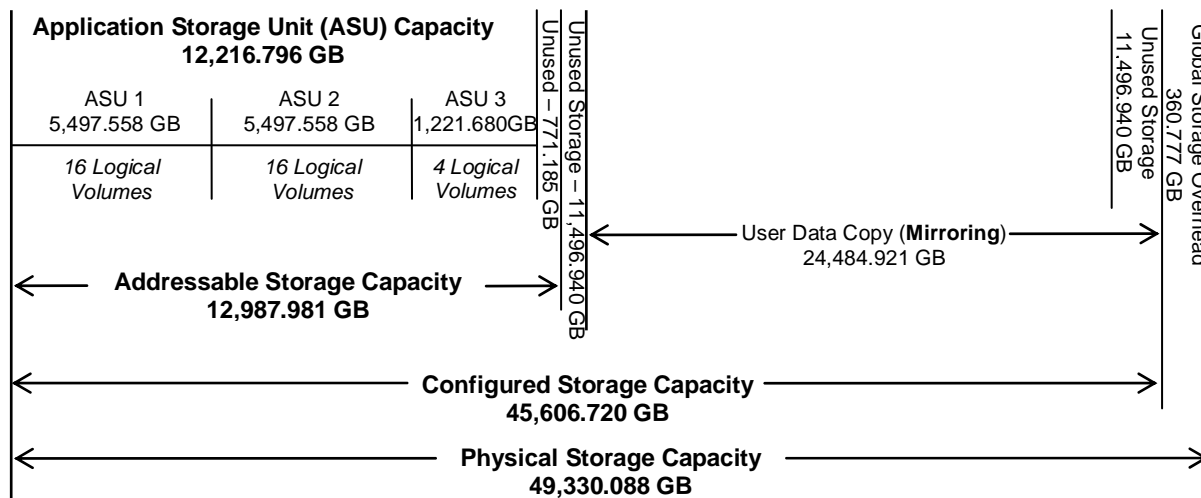 Application Storage Unit (ASU) Capacity
12,216.796 GB
ASU 1
5,497.558 GB
ASU 2
5,497.558 GB
ASU 3
1,221.680GB
16 Logical
Volumes
16 Logical
Volumes
4 Logical
Volumes
Unused – 771.185 GB
Unused Storage – 11,496.940 GB
Unused Storage
11.496.940 GB
Global Storage Overhead
360.777 GB
User Data Copy (Mirroring)
24,484.921 GB
Addressable Storage Capacity
12,987.981 GB
Configured Storage Capacity
45,606.720 GB
Physical Storage Capacity
49,330.088 GB